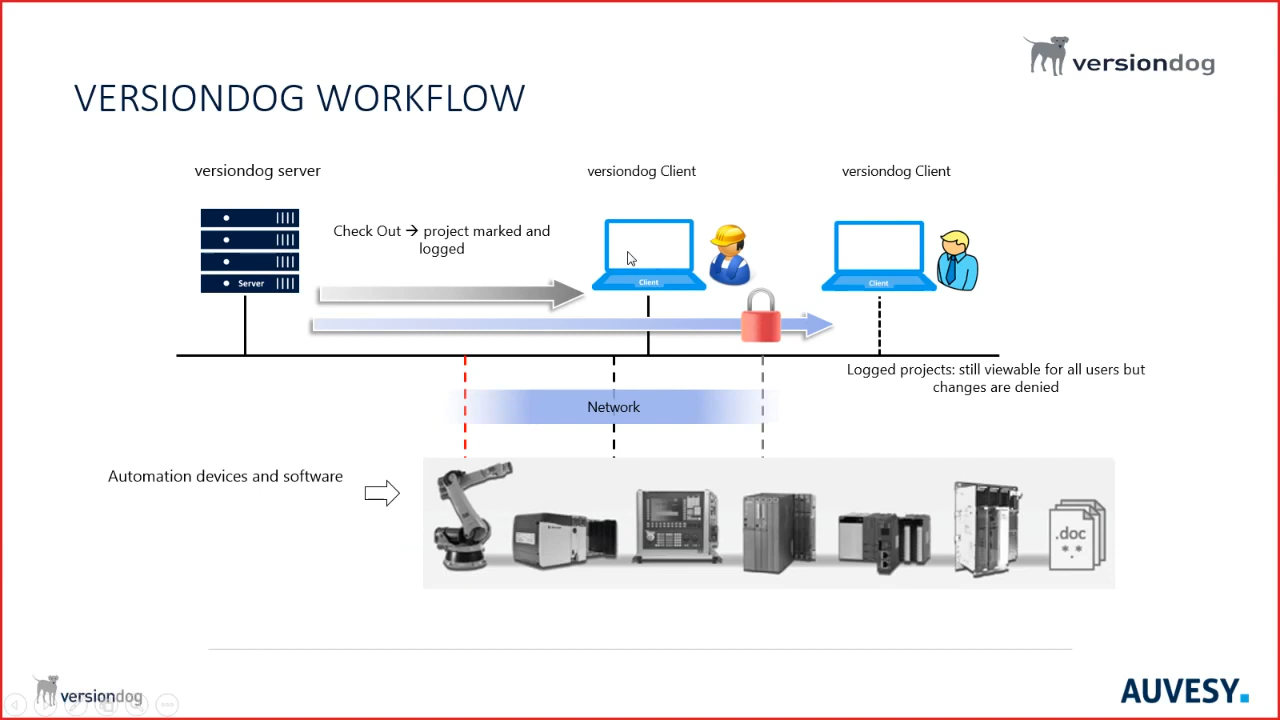 versiondog
VERSIONDOG WORKFLOW
versiondog server
versiondog Client
versiondog Client
Check Out → project marked and
logged
Server
Client
Client
Logged projects: still viewable for all users but
changes are denied
Network
Automation devices and software
.doc
*.*
versiondog
AUVESY.